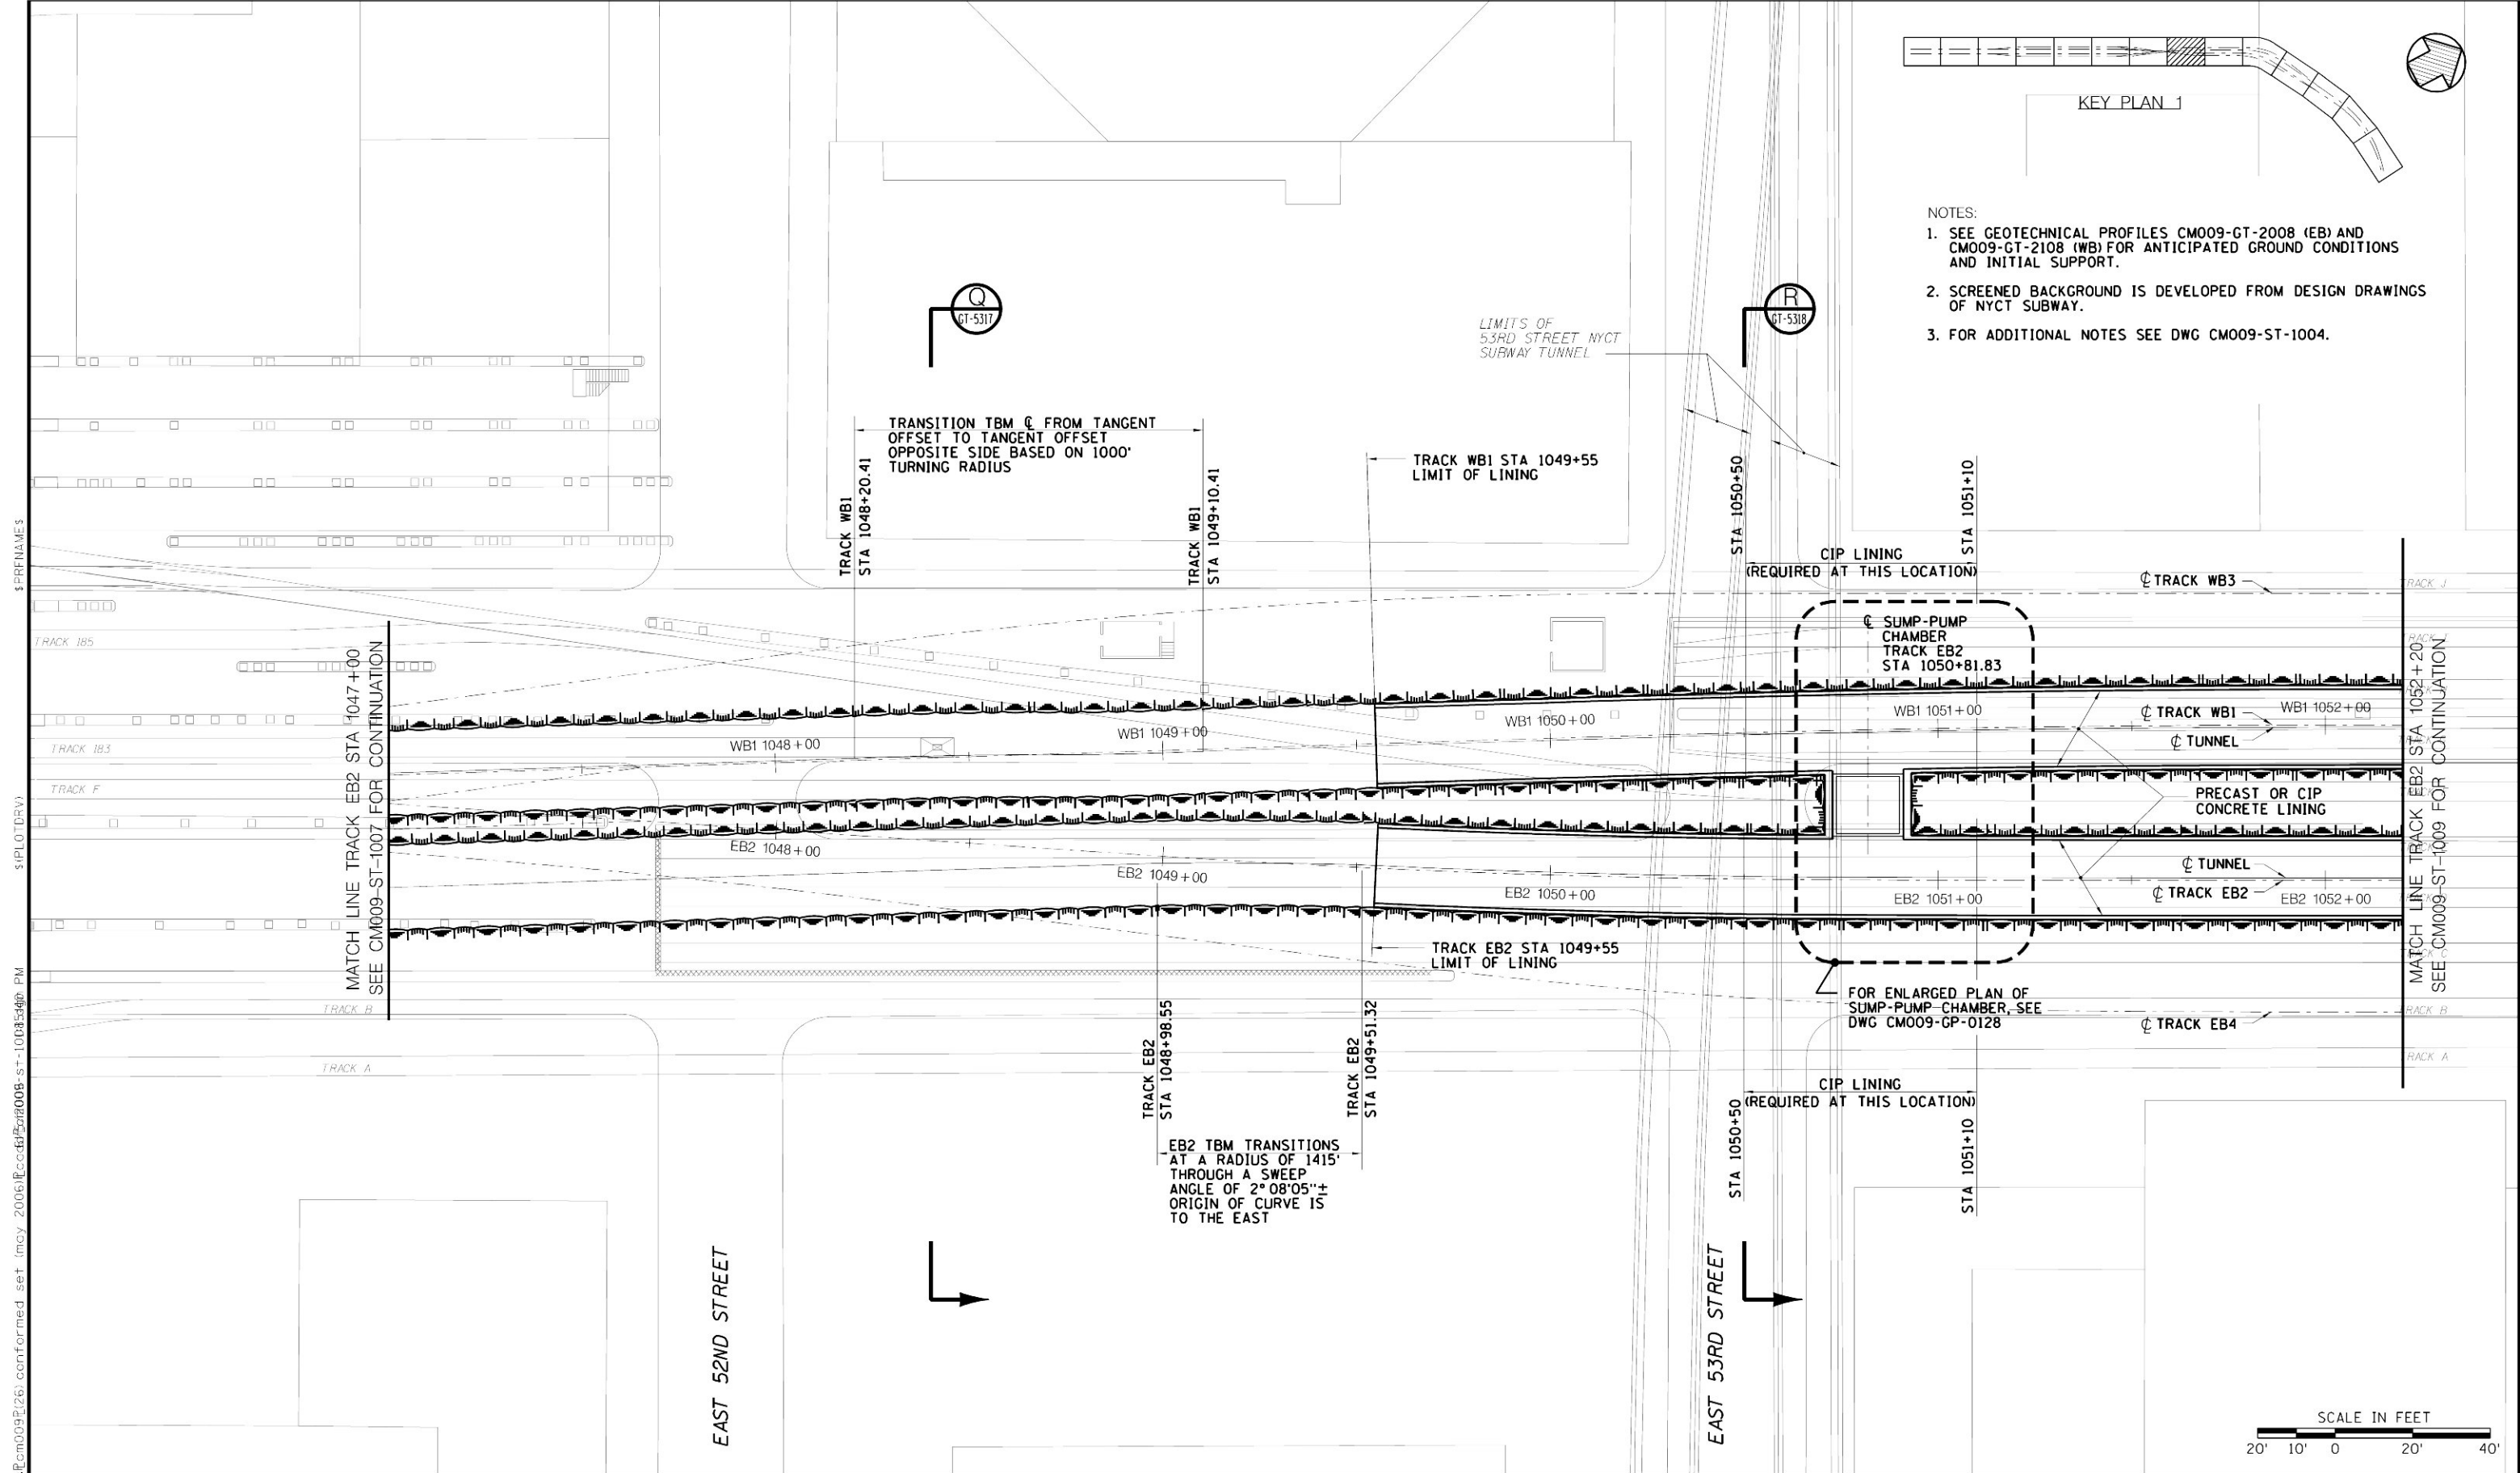 KEY PLAN 1
NOTES:
1. SEE GEOTECHNICAL PROFILES CM009-GT-2008 (EB) AND
CM009-GT-2108 (WB) FOR ANTICIPATED GROUND CONDITIONS
AND INITIAL SUPPORT.
2. SCREENED BACKGROUND IS DEVELOPED FROM DESIGN DRAWINGS
OF NYCT SUBWAY.
3. FOR ADDITIONAL NOTES SEE DWG CM009-ST-1004.
Q
GT-5317
R
GT-5318
LIMITS OF
53RD STREET NYCT
SUBWAY TUNNEL
TRANSITION TBM ℄ FROM TANGENT
OFFSET TO TANGENT OFFSET
OPPOSITE SIDE BASED ON 1000'
TURNING RADIUS
TRACK WB1
STA 1048+20.41
TRACK WB1
STA 1049+10.41
TRACK WB1 STA 1049+55
LIMIT OF LINING
STA 1050+50
STA 1051+10
CIP LINING
(REQUIRED AT THIS LOCATION)
℄ TRACK WB3
TRACK J
℄ SUMP-PUMP
CHAMBER
TRACK EB2
STA 1050+81.83
TRACK 185
TRACK 183
TRACK F
MATCH LINE TRACK EB2 STA 1047+00
SEE CM009-ST-1007 FOR CONTINUATION
WB1 1048+00
WB1 1049+00
WB1 1050+00
WB1 1051+00
WB1 1052+00
℄ TRACK WB1
℄ TUNNEL
PRECAST OR CIP
CONCRETE LINING
℄ TUNNEL
℄ TRACK EB2
EB2 1048+00
EB2 1049+00
EB2 1050+00
EB2 1051+00
EB2 1052+00
MATCH LINE TRACK EB2 STA 1052+20
SEE CM009-ST-1009 FOR CONTINUATION
TRACK EB2 STA 1049+55
LIMIT OF LINING
FOR ENLARGED PLAN OF
SUMP-PUMP CHAMBER, SEE
DWG CM009-GP-0128
℄ TRACK EB4
TRACK C
TRACK B
TRACK B
TRACK A
TRACK A
TRACK EB2
STA 1048+98.55
TRACK EB2
STA 1049+51.32
EB2 TBM TRANSITIONS
AT A RADIUS OF 1415'
THROUGH A SWEEP
ANGLE OF 2°08'05"±
ORIGIN OF CURVE IS
TO THE EAST
CIP LINING
(REQUIRED AT THIS LOCATION)
STA 1050+50
STA 1051+10
EAST 52ND STREET
EAST 53RD STREET
SCALE IN FEET
20' 10' 0 20' 40'
$PRFNAME$
conformed set (may 2006)
PM